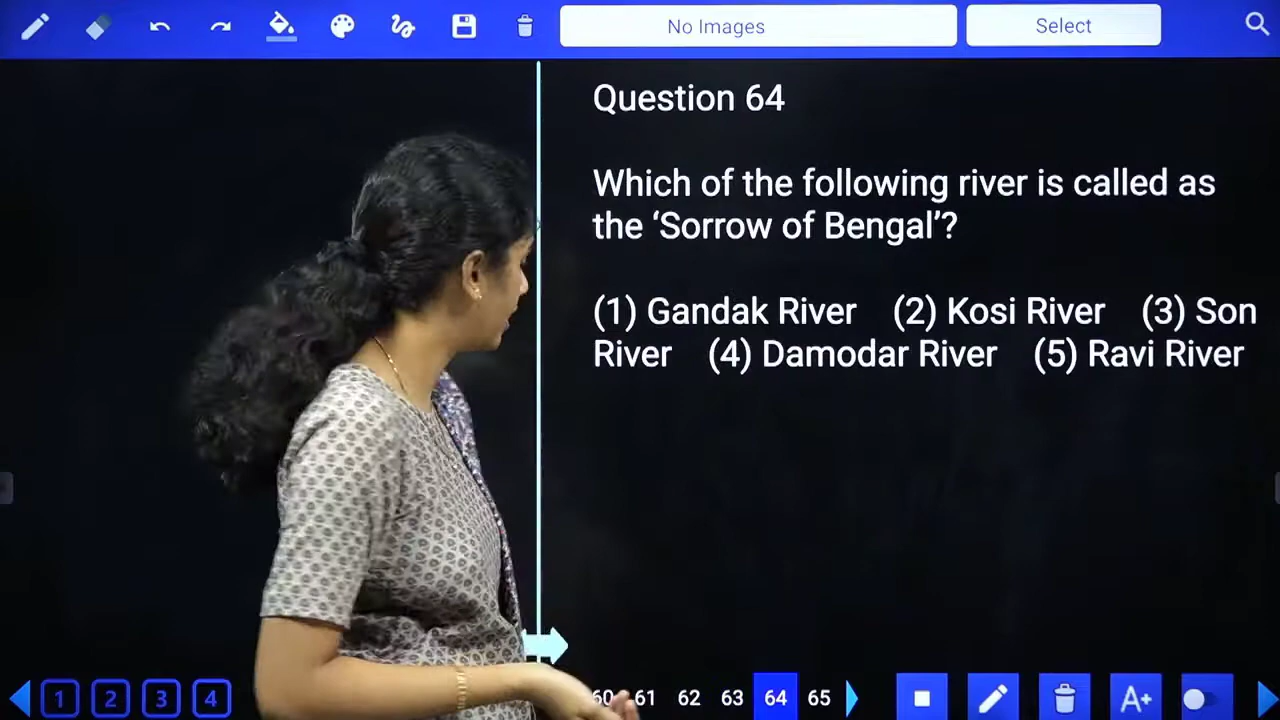 No Images
Select
Question 64
Which of the following river is called as
the ‘Sorrow of Bengal’?
(1) Gandak River (2) Kosi River (3) Son
River (4) Damodar River (5) Ravi River
1 2 3 4 60 61 62 63 64 65 A+